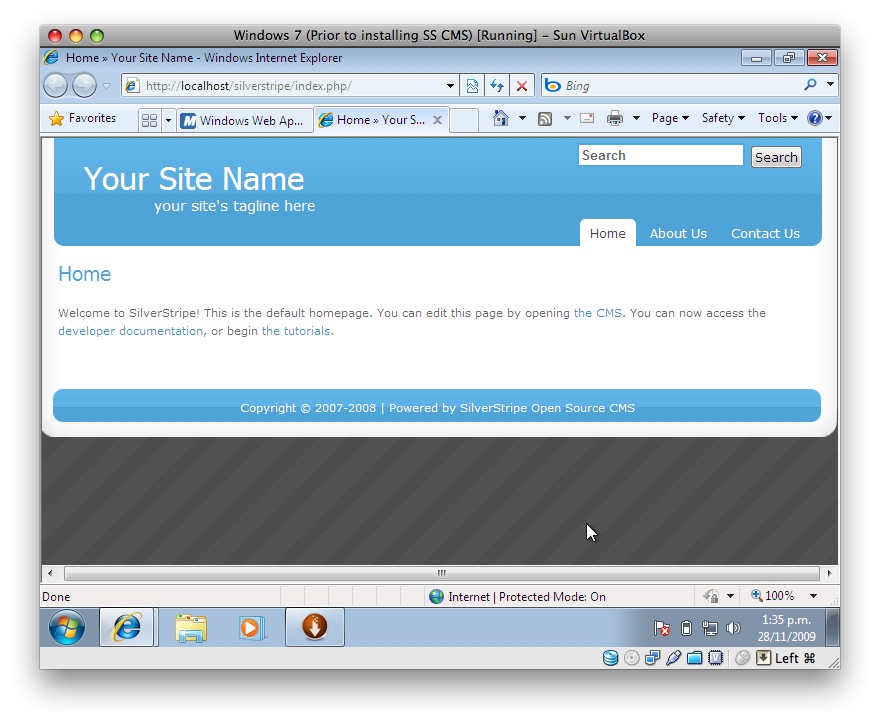 Windows 7 (Prior to installing SS CMS) [Running] – Sun VirtualBox
Home » Your Site Name - Windows Internet Explorer
http://localhost/silverstripe/index.php/
Bing
Favorites
Windows Web Ap...
Home » Your S...
Page
Safety
Tools
Search
Search
Your Site Name
your site's tagline here
Home
About Us
Contact Us
Home
Welcome to SilverStripe! This is the default homepage. You can edit this page by opening the CMS. You can now access the
developer documentation, or begin the tutorials.
Copyright © 2007-2008 | Powered by SilverStripe Open Source CMS
Done
Internet | Protected Mode: On
100%
1:35 p.m.
28/11/2009
Left ⌘